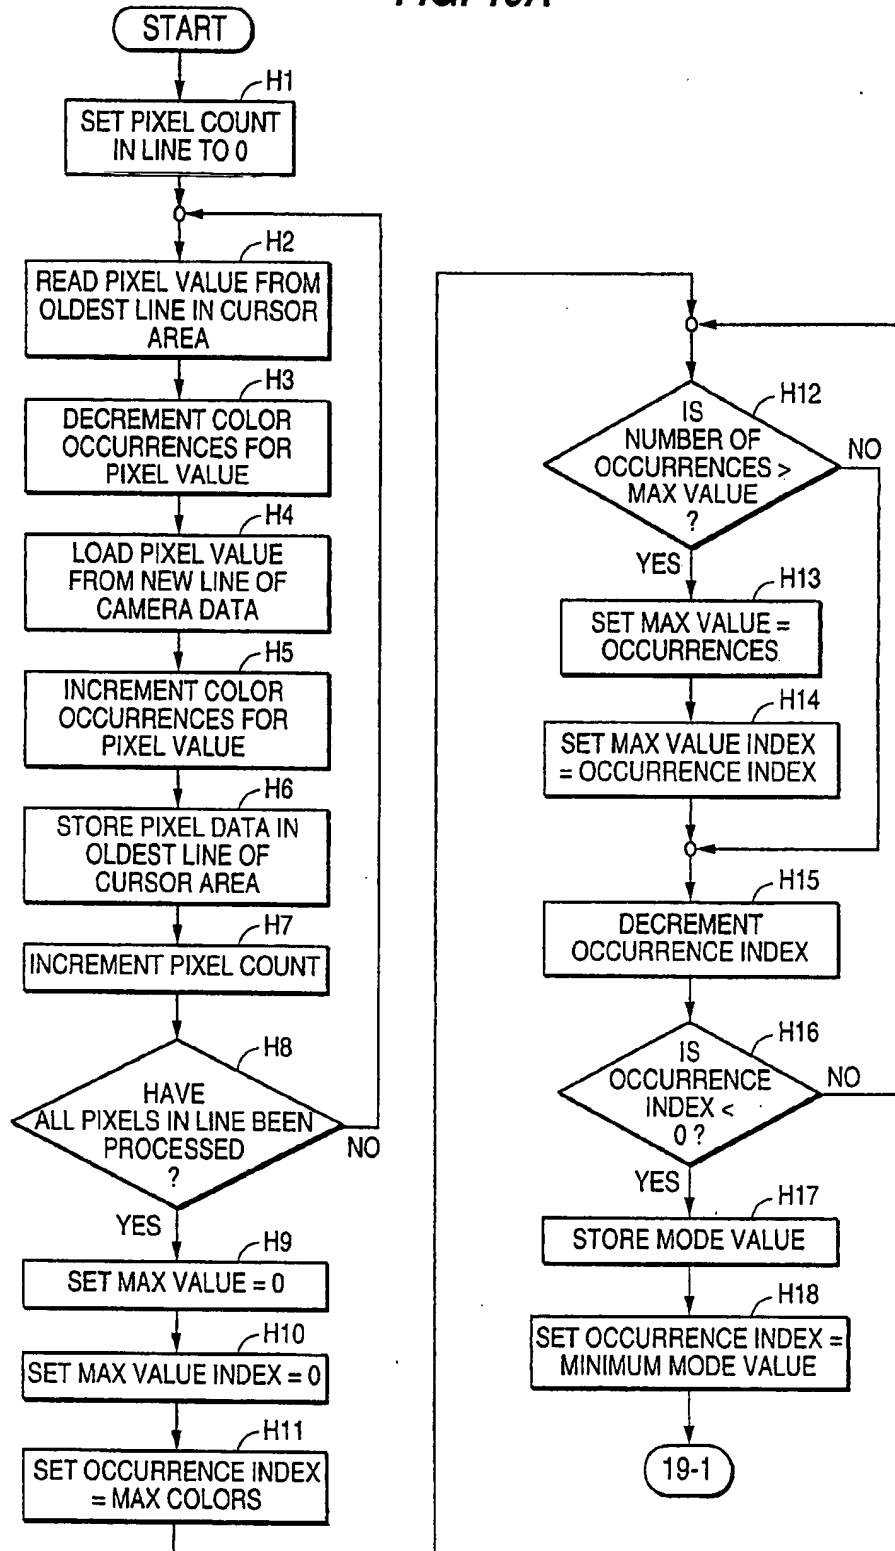 START
H1
SET PIXEL COUNT
IN LINE TO 0
H2
READ PIXEL VALUE FROM
OLDEST LINE IN CURSOR
AREA
H3
DECREMENT COLOR
OCCURRENCES FOR
PIXEL VALUE
H4
LOAD PIXEL VALUE
FROM NEW LINE OF
CAMERA DATA
H5
INCREMENT COLOR
OCCURRENCES FOR
PIXEL VALUE
H6
STORE PIXEL DATA IN
OLDEST LINE OF
CURSOR AREA
H7
INCREMENT PIXEL COUNT
H8
HAVE
ALL PIXELS IN LINE BEEN
PROCESSED
?
NO
YES
H9
SET MAX VALUE = 0
H10
SET MAX VALUE INDEX = 0
H11
SET OCCURRENCE INDEX
= MAX COLORS
H12
IS
NUMBER OF
OCCURRENCES >
MAX VALUE
?
NO
YES
H13
SET MAX VALUE =
OCCURRENCES
H14
SET MAX VALUE INDEX
= OCCURRENCE INDEX
H15
DECREMENT
OCCURRENCE INDEX
H16
IS
OCCURRENCE
INDEX <
0 ?
NO
YES
H17
STORE MODE VALUE
H18
SET OCCURRENCE INDEX =
MINIMUM MODE VALUE
19-1